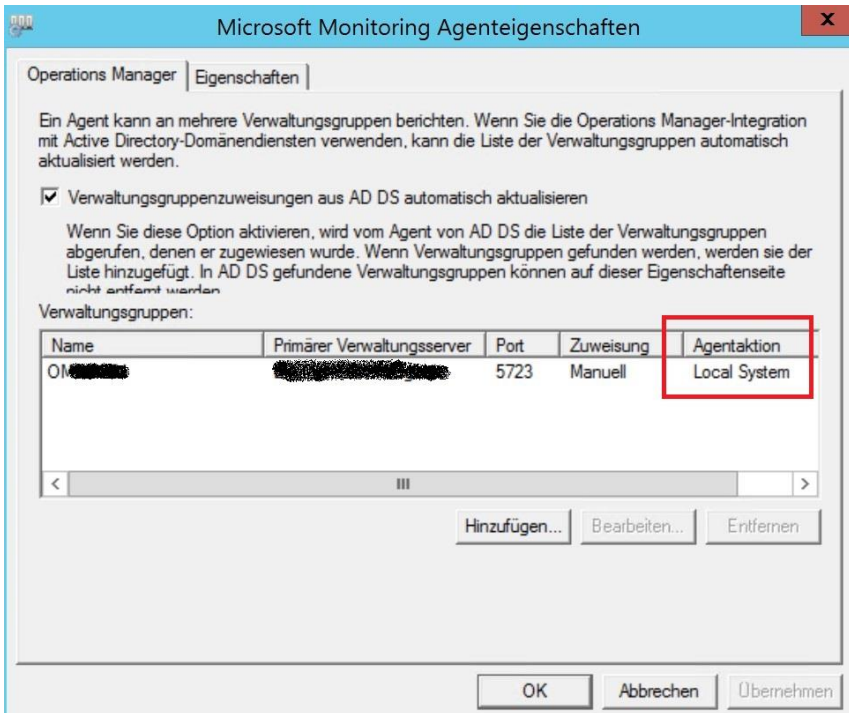 Microsoft Monitoring Agenteigenschaften
x
Operations Manager
Eigenschaften
Ein Agent kann an mehrere Verwaltungsgruppen berichten. Wenn Sie die Operations Manager-Integration
mit Active Directory-Domänendiensten verwenden, kann die Liste der Verwaltungsgruppen automatisch
aktualisiert werden.
Verwaltungsgruppenzuweisungen aus AD DS automatisch aktualisieren
Wenn Sie diese Option aktivieren, wird vom Agent von AD DS die Liste der Verwaltungsgruppen
abgerufen, denen er zugewiesen wurde. Wenn Verwaltungsgruppen gefunden werden, werden sie der
Liste hinzugefügt. In AD DS gefundene Verwaltungsgruppen können auf dieser Eigenschaftenseite
nicht entfernt werden
Verwaltungsgruppen:
Name Primärer Verwaltungsserver Port Zuweisung Agentaktion
5723 Manuell Local System
Hinzufügen... Bearbeiten... Entfernen
OK Abbrechen Übernehmen